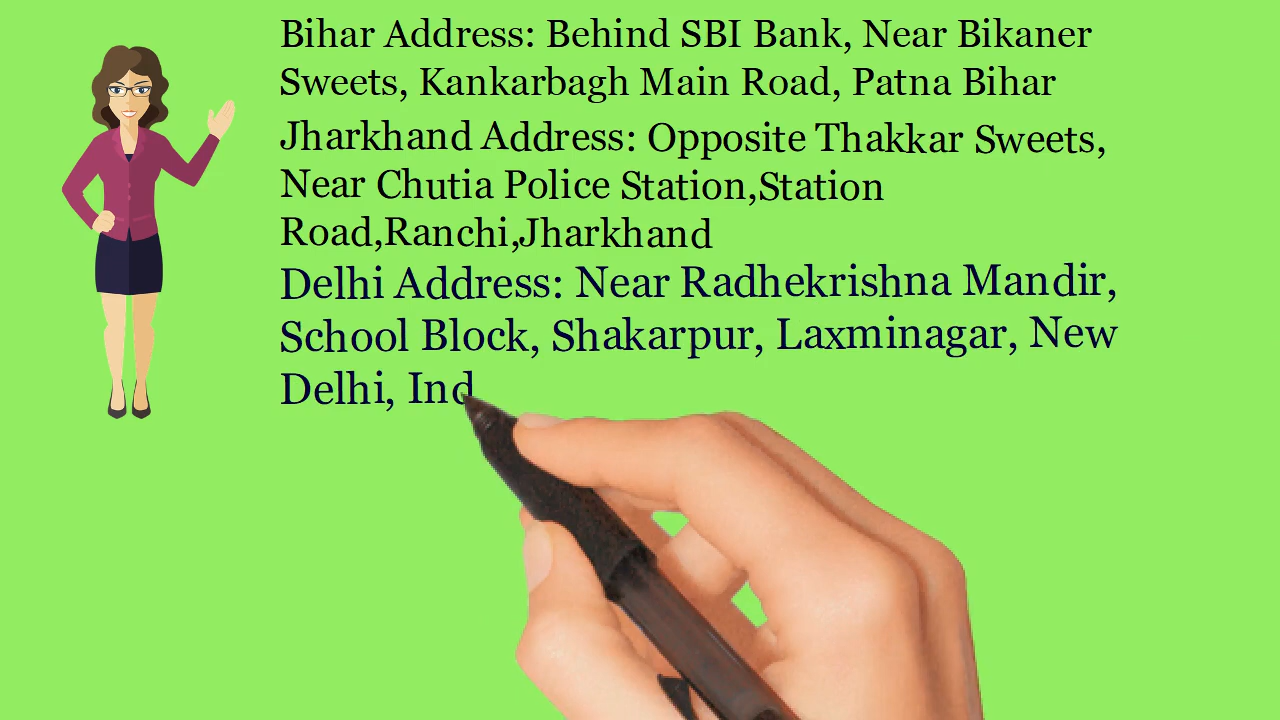 Bihar Address: Behind SBI Bank, Near Bikaner
Sweets, Kankarbagh Main Road, Patna Bihar
Jharkhand Address: Opposite Thakkar Sweets,
Near Chutia Police Station,Station
Road,Ranchi,Jharkhand
Delhi Address: Near Radhekrishna Mandir,
School Block, Shakarpur, Laxminagar, New
Delhi, Ind